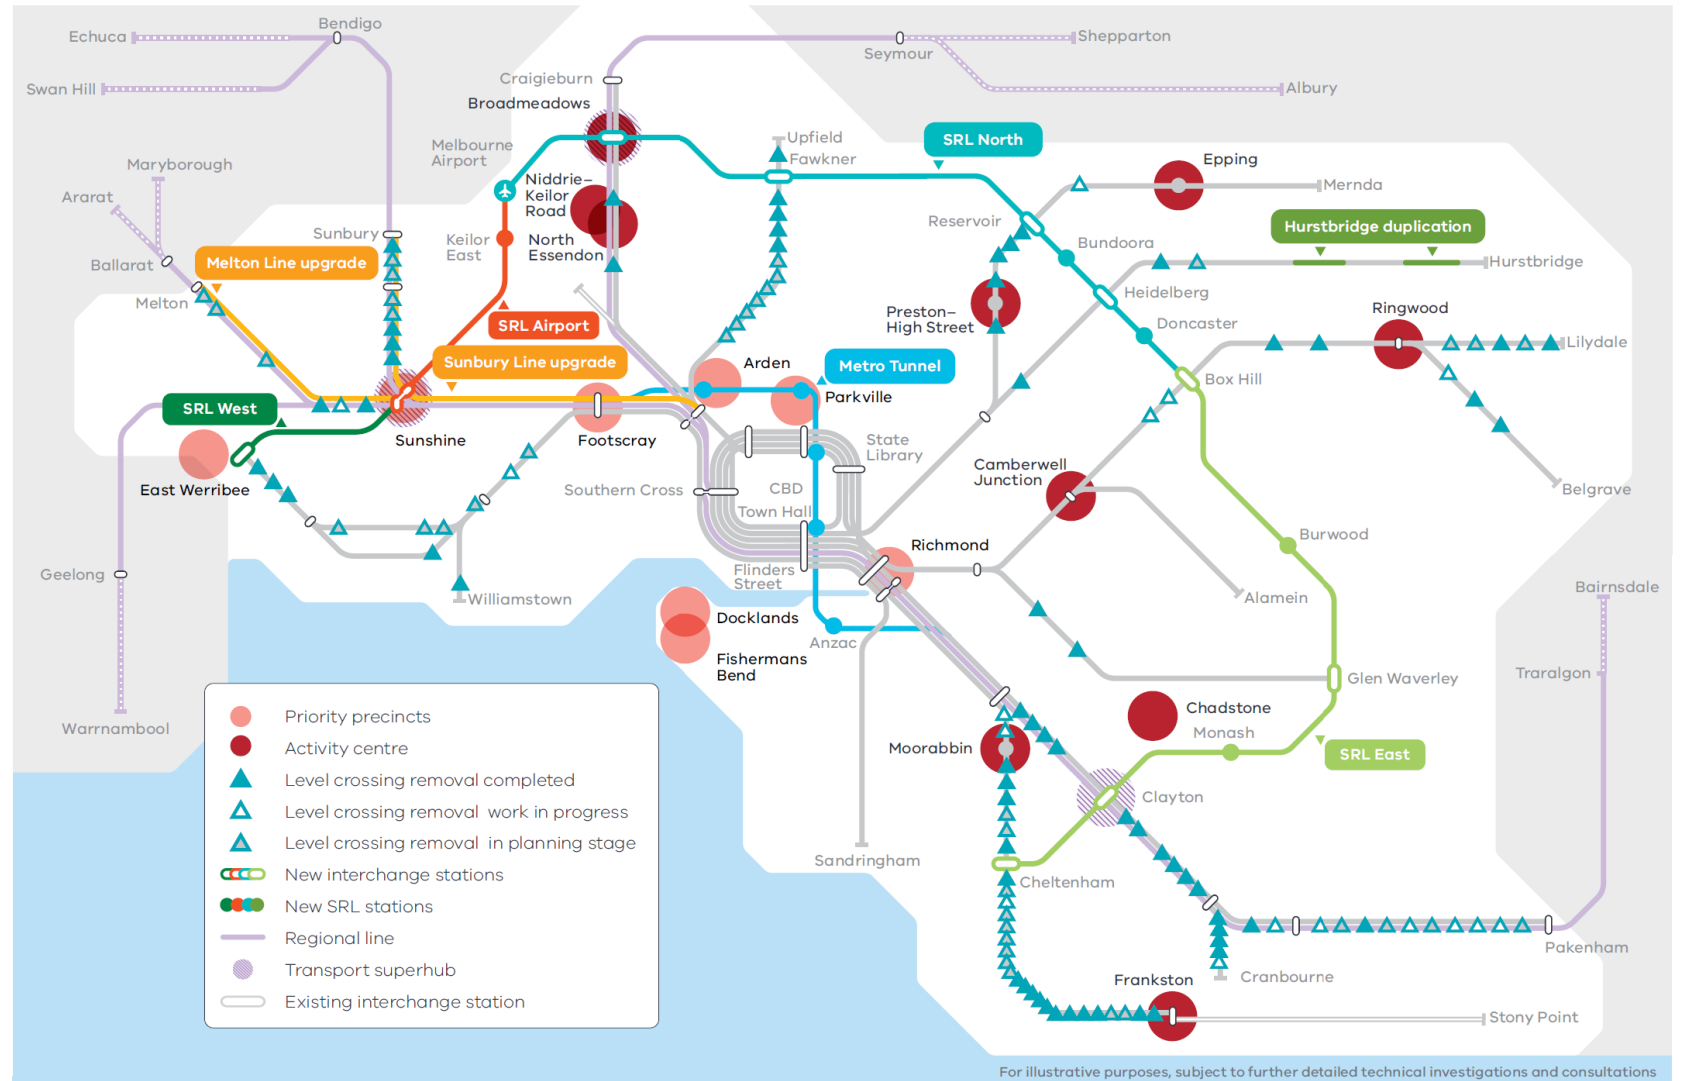 Bendigo
Echuca
Swan Hill
Seymour
Shepparton
Albury
Craigieburn
Broadmeadows
Melbourne
Airport
Upfield
Fawkner
SRL North
Epping
Mernda
Maryborough
Ararat
Ballarat
Melton
Sunbury
Melton Line upgrade
Niddrie–
Keilor
Road
Keilor
East
North
Essendon
Reservoir
Bundoora
Hurstbridge duplication
Hurstbridge
Heidelberg
SRL Airport
Preston–
High Street
Doncaster
Ringwood
Lilydale
Sunbury Line upgrade
Arden
Metro Tunnel
Parkville
Box Hill
SRL West
Sunshine
Footscray
State
Library
East Werribee
Southern Cross
CBD
Town Hall
Camberwell
Junction
Belgrave
Burwood
Richmond
Flinders
Street
Geelong
Williamstown
Alamein
Bairnsdale
Docklands
Anzac
Fishermans
Bend
Glen Waverley
Traralgon
Warrnambool
Chadstone
Monash
Moorabbin
SRL East
Clayton
Sandringham
Cheltenham
Pakenham
Cranbourne
Frankston
Stony Point
Priority precincts
Activity centre
Level crossing removal completed
Level crossing removal work in progress
Level crossing removal in planning stage
New interchange stations
New SRL stations
Regional line
Transport superhub
Existing interchange station
For illustrative purposes, subject to further detailed technical investigations and consultations